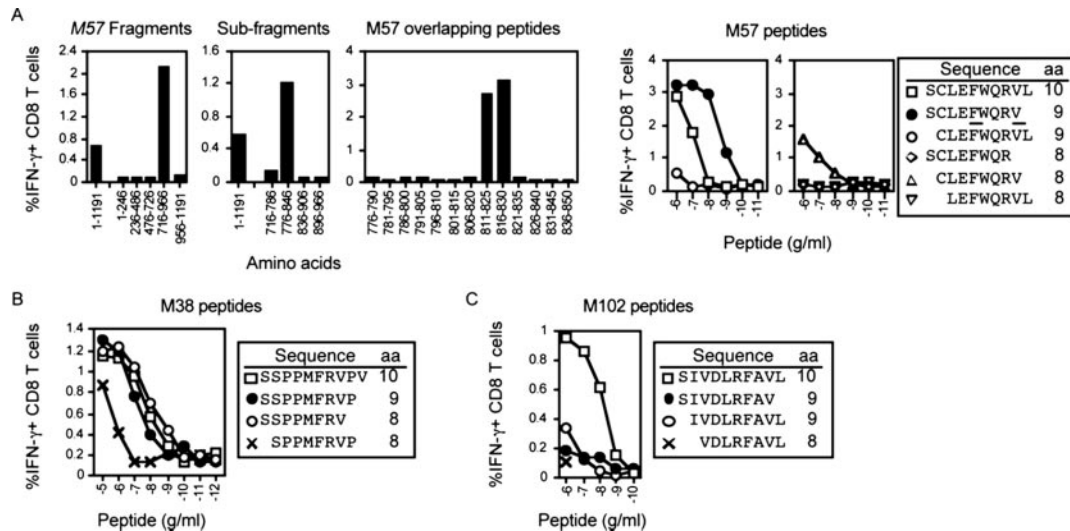 A
M57 Fragments
Sub-fragments
M57 overlapping peptides
M57 peptides
%IFN-γ+ CD8 T cells
2.4
2
1.6
1.2
0.8
0.4
0
1-1191
1-246
236-486
476-726
716-966
956-1191
1.6
1.2
0.8
0.4
0
1-1191
716-786
776-846
836-906
896-966
4
3
2
1
0
776-790
781-795
786-800
791-805
796-810
801-815
806-820
811-825
816-830
821-835
826-840
831-845
836-850
Amino acids
%IFN-γ+ CD8 T cells
3
2
1
0
-6
-7
-8
-9
-10
-11
-6
-7
-8
-9
-10
-11
Peptide (g/ml)
Sequence aa
SCLEFWQRVL 10
SCLEFWQRV 9
CLEFWQRVL 9
SCLEFWQR 8
CLEFWQRV 8
LEFWQRVL 8
B
M38 peptides
%IFN-γ+ CD8 T cells
1.4
1.2
1.0
0.8
0.6
0.4
0.2
0
-5
-6
-7
-8
-9
-10
-11
-12
Peptide (g/ml)
Sequence aa
SSPPMFRVPV 10
SSPPMFRVP 9
SSPPMFRV 8
SPPMFRVP 8
C
M102 peptides
%IFN-γ+ CD8 T cells
1
0.8
0.6
0.4
0.2
0
-6
-7
-8
-9
-10
Peptide (g/ml)
Sequence aa
SIVDLRFAVL 10
SIVDLRFAV 9
IVDLRFAVL 9
VDLRFAVL 8